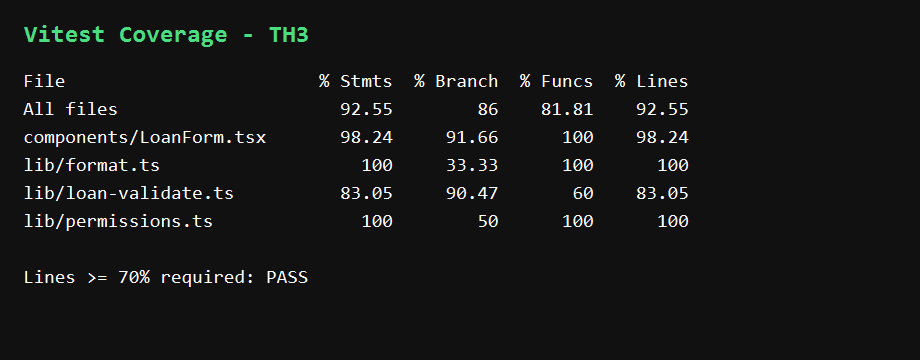 Vitest Coverage - TH3
File % Stmts % Branch % Funcs % Lines
All files 92.55 86 81.81 92.55
components/LoanForm.tsx 98.24 91.66 100 98.24
lib/format.ts 100 33.33 100 100
lib/loan-validate.ts 83.05 90.47 60 83.05
lib/permissions.ts 100 50 100 100
Lines >= 70% required: PASS